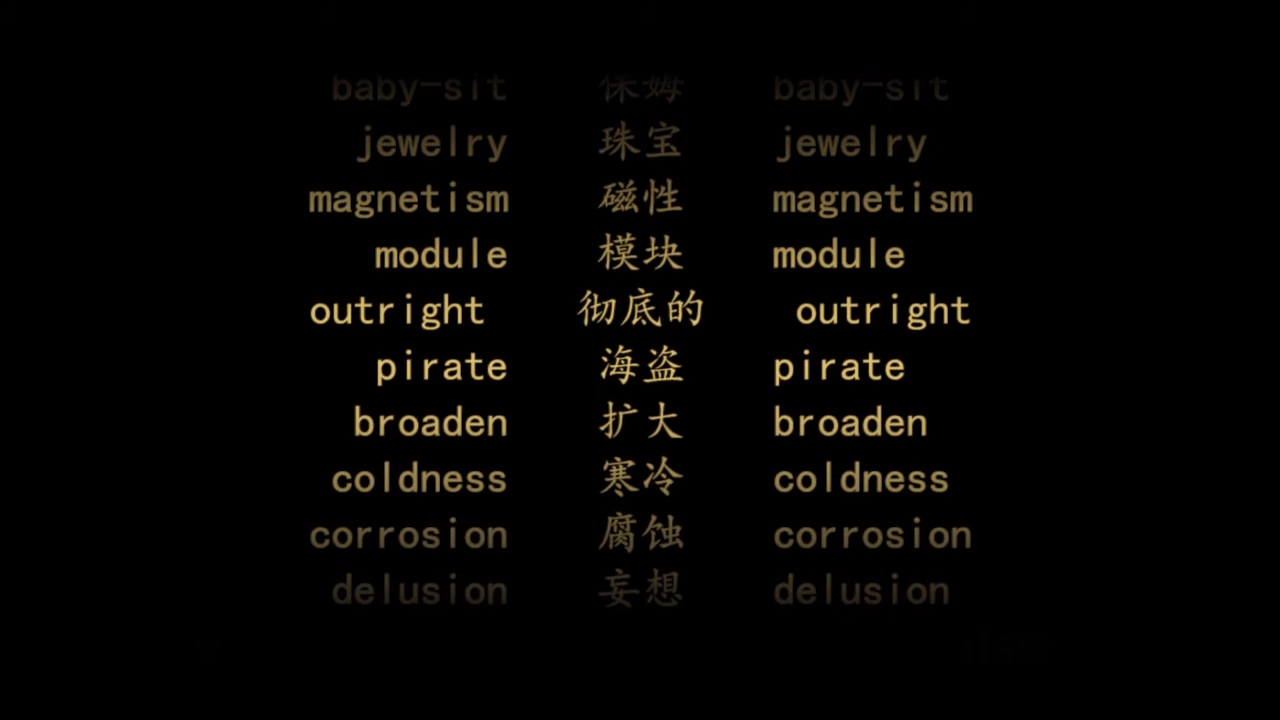 baby-sit 保姆 baby-sit
jewelry 珠宝 jewelry
magnetism 磁性 magnetism
module 模块 module
outright 彻底的 outright
pirate 海盗 pirate
broaden 扩大 broaden
coldness 寒冷 coldness
corrosion 腐蚀 corrosion
delusion 妄想 delusion